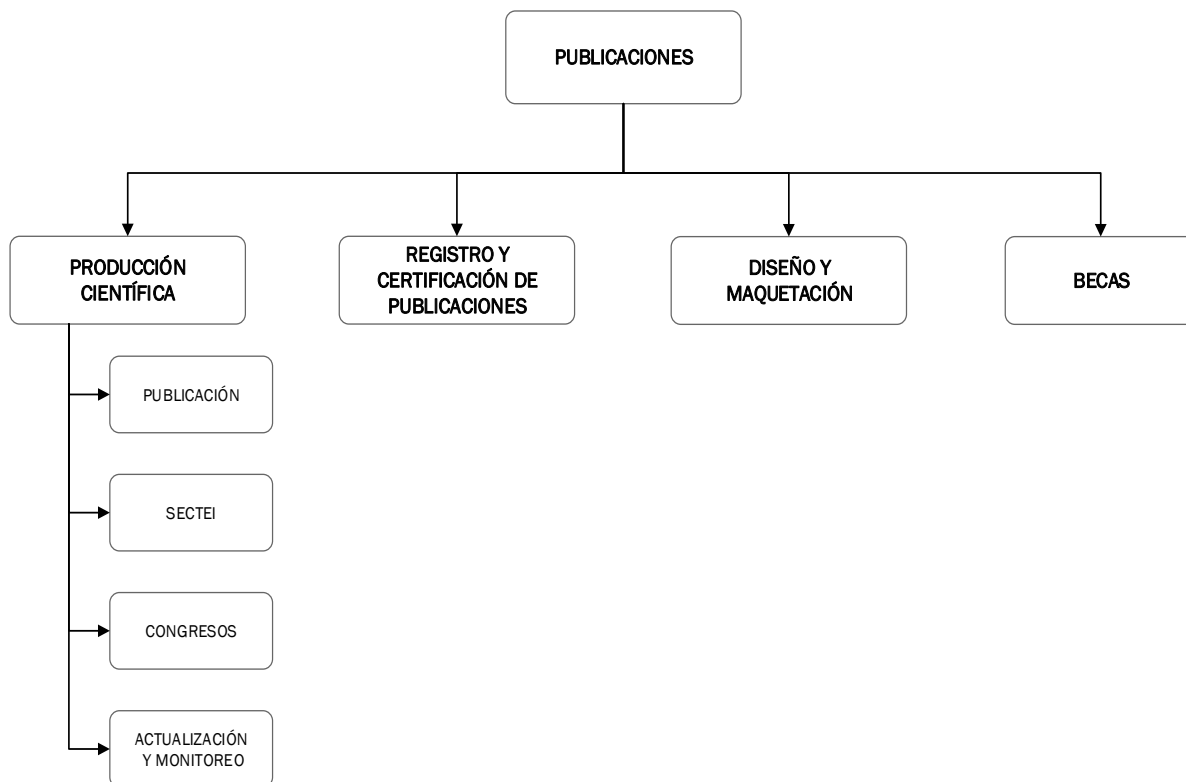 PUBLICACIONES
PRODUCCIÓN
CIENTÍFICA
REGISTRO Y
CERTIFICACIÓN DE
PUBLICACIONES
DISEÑO Y
MAQUETACIÓN
BECAS
PUBLICACIÓN
SECTEI
CONGRESOS
ACTUALIZACIÓN
Y MONITOREO